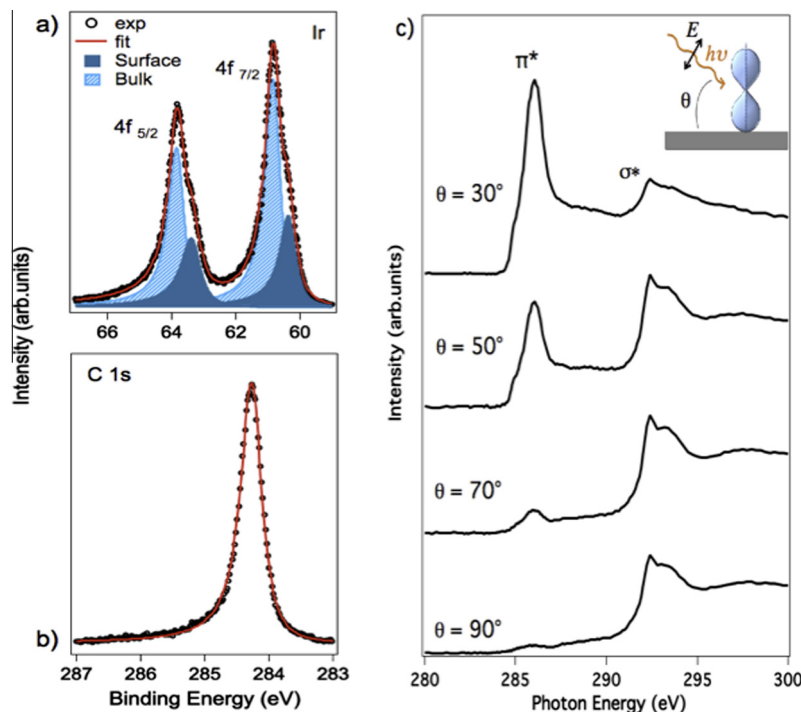 a)
Ir
exp
fit
Surface
Bulk
4f 7/2
4f 5/2
66
64
62
60
Intensity (arb.units)
C 1s
b)
287
286
285
284
283
Binding Energy (eV)
c)
E
hυ
θ
π*
σ*
θ = 30°
θ = 50°
θ = 70°
θ = 90°
Intensity (arb.units)
280
285
290
295
300
Photon Energy (eV)